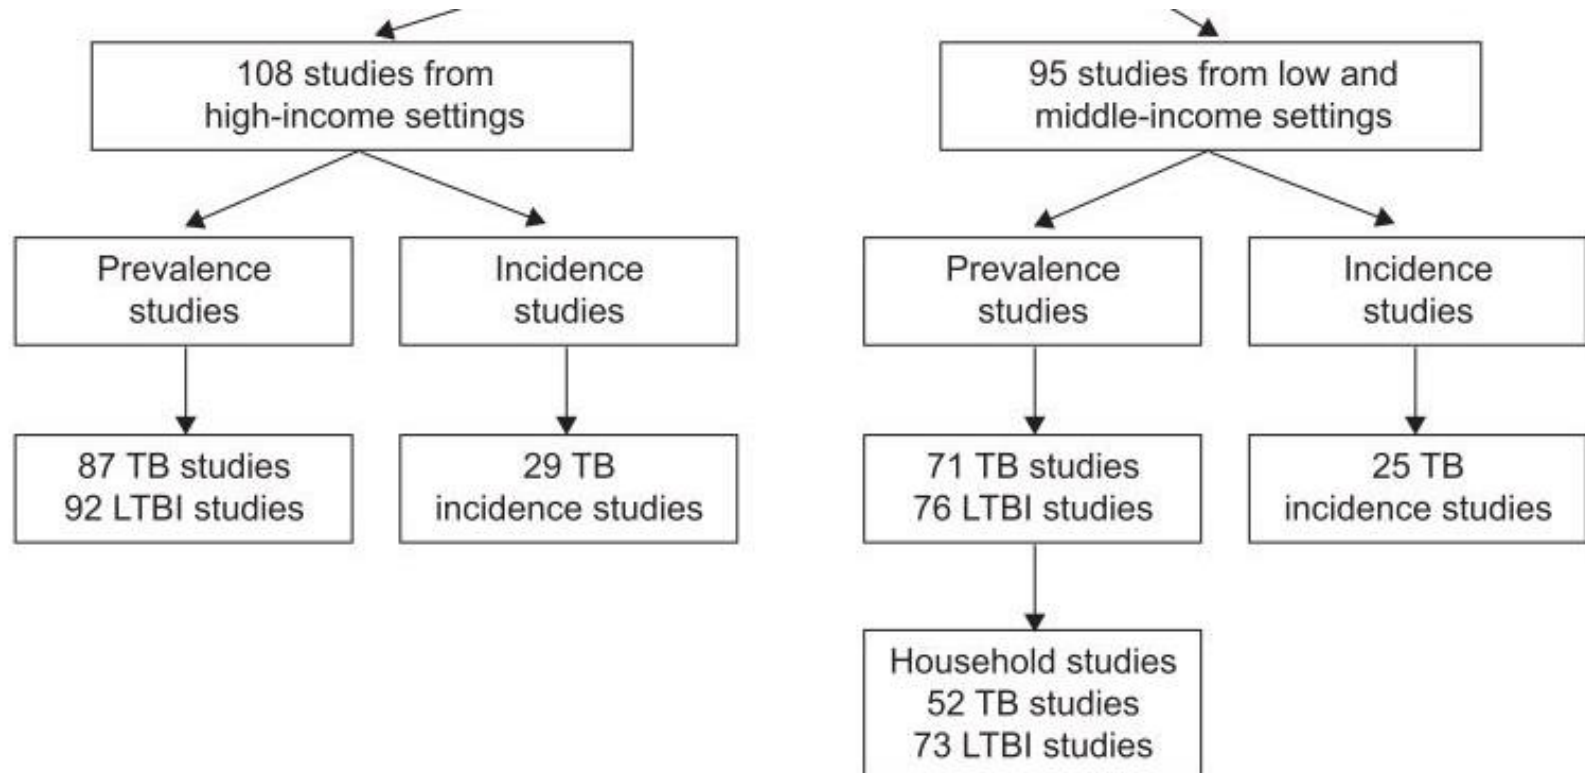 108 studies from
high-income settings
95 studies from low and
middle-income settings
Prevalence
studies
Incidence
studies
Prevalence
studies
Incidence
studies
87 TB studies
92 LTBI studies
29 TB
incidence studies
71 TB studies
76 LTBI studies
25 TB
incidence studies
Household studies
52 TB studies
73 LTBI studies